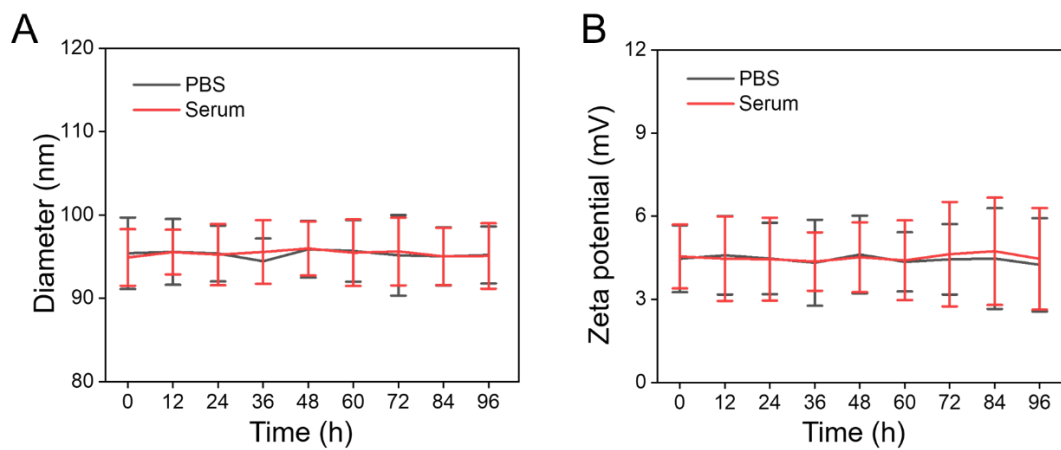 A
120
110
100
90
80
Diameter (nm)
PBS
Serum
0 12 24 36 48 60 72 84 96
Time (h)
B
12
9
6
3
0
Zeta potential (mV)
PBS
Serum
0 12 24 36 48 60 72 84 96
Time (h)